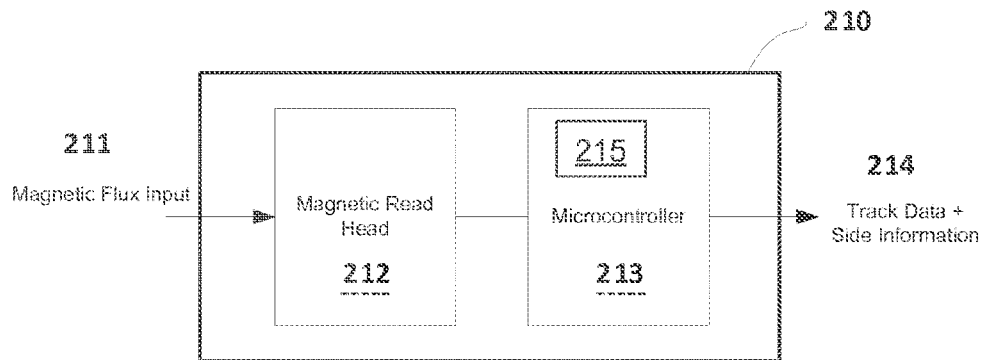 210
211
Magnetic Flux Input
Magnetic Read
Head
212
215
Microcontroller
213
214
Track Data +
Side Information